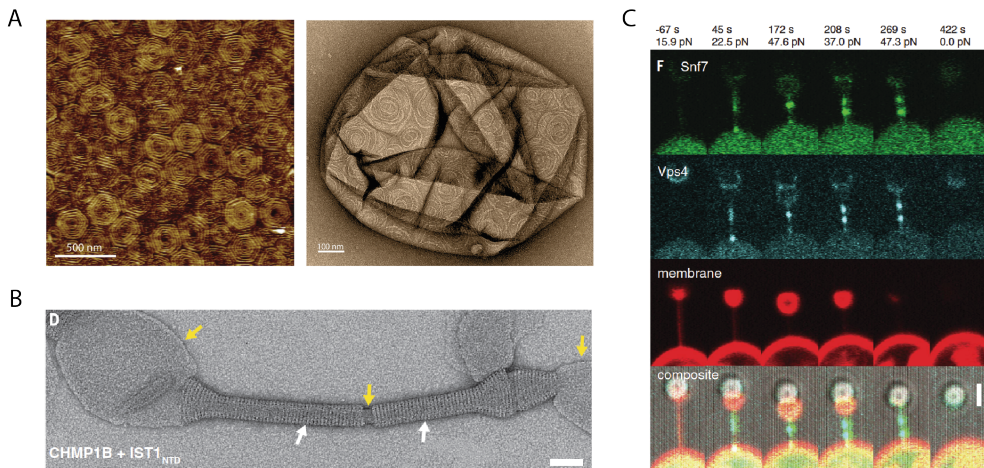 A
500 nm
100 nm
B
D
CHMP1B + IST1NTD
C
-67 s 45 s 172 s 208 s 269 s 422 s
15.9 pN 22.5 pN 47.6 pN 37.0 pN 47.3 pN 0.0 pN
F Snf7
Vps4
membrane
composite